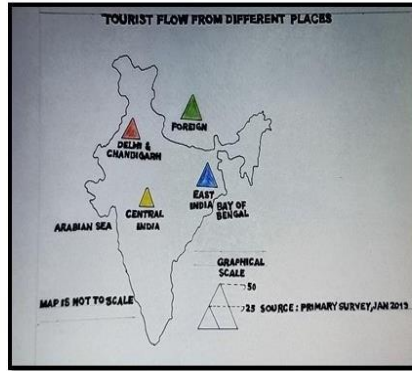 TOURIST FLOW FROM DIFFERENT PLACES
FOREIGN
DELHI &
CHANDIGARH
EAST
INDIA
BAY OF
BENGAL
CENTRAL
INDIA
ARABIAN SEA
GRAPHICAL
SCALE
50
25
MAP IS NOT TO SCALE
SOURCE: PRIMARY SURVEY, JAN 2013